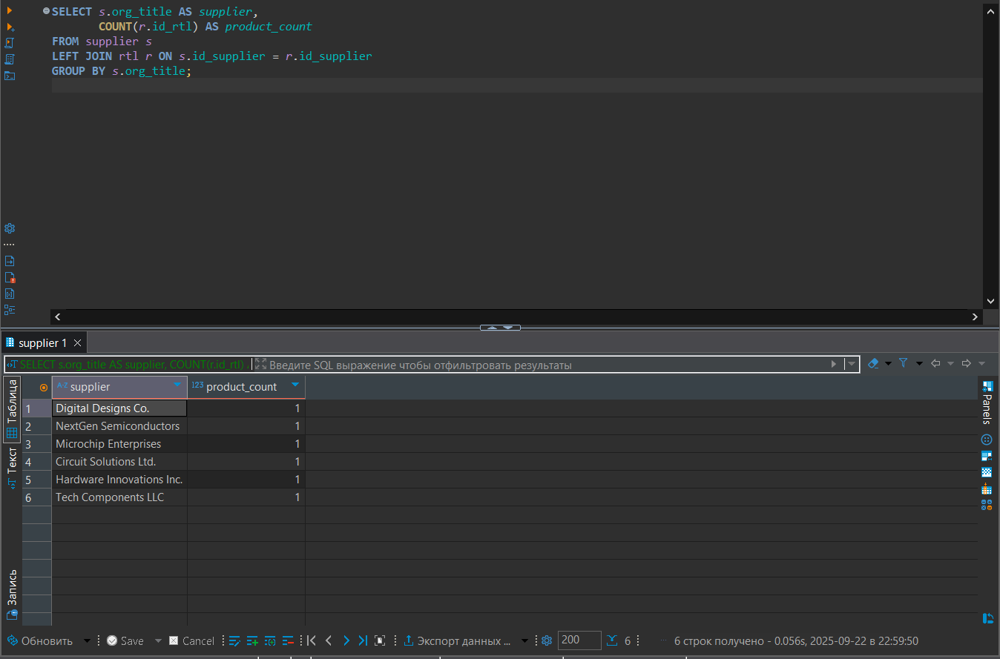 SELECT s.org_title AS supplier,
COUNT(r.id_rtl) AS product_count
FROM supplier s
LEFT JOIN rtl r ON s.id_supplier = r.id_supplier
GROUP BY s.org_title;
supplier 1
SELECT s.org_title AS supplier, COUNT(r.id_rtl)
Введите SQL выражение чтобы отфильтровать результаты
Таблица
Текст
Запись
A-Z supplier 123 product_count
1 Digital Designs Co. 1
2 NextGen Semiconductors 1
3 Microchip Enterprises 1
4 Circuit Solutions Ltd. 1
5 Hardware Innovations Inc. 1
6 Tech Components LLC 1
Panels
Обновить Save Cancel Экспорт данных ... 200 6 6 строк получено - 0.056s, 2025-09-22 в 22:59:50